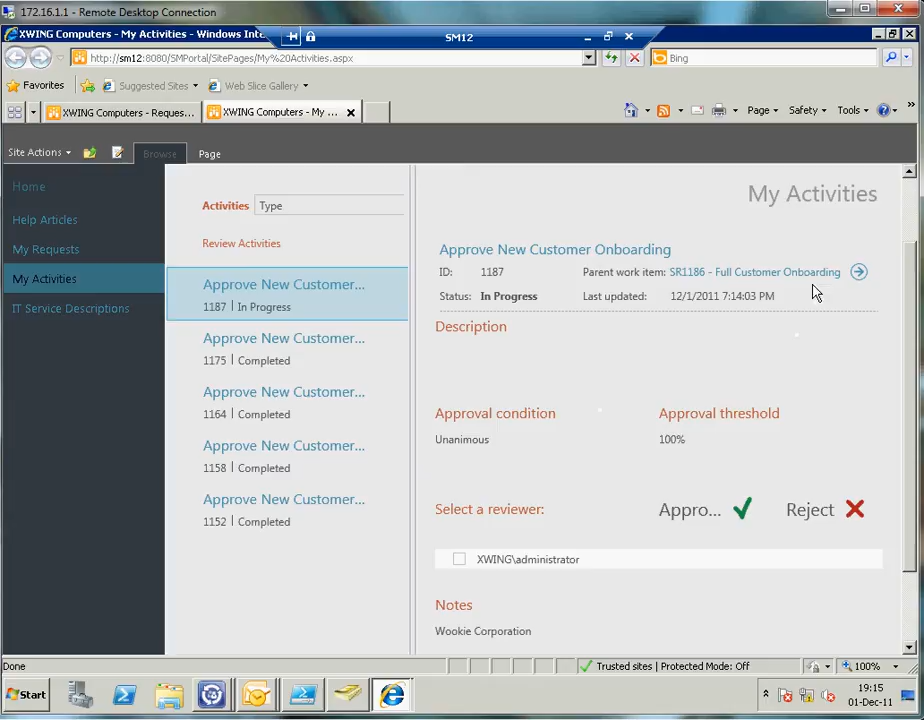 172.16.1.1 - Remote Desktop Connection
XWING Computers - My Activities - Windows Inte
SM12
http://sm12:8080/SMPortal/SitePages/My%20Activities.aspx
Bing
Favorites
Suggested Sites
Web Slice Gallery
XWING Computers - Reques...
XWING Computers - My ...
Page
Safety
Tools
Site Actions
Browse
Page
Home
Help Articles
My Requests
My Activities
IT Service Descriptions
Activities
Type
Review Activities
Approve New Customer...
1187 | In Progress
Approve New Customer...
1175 | Completed
Approve New Customer...
1164 | Completed
Approve New Customer...
1158 | Completed
Approve New Customer...
1152 | Completed
My Activities
Approve New Customer Onboarding
ID: 1187 Parent work item: SR1186 - Full Customer Onboarding
Status: In Progress Last updated: 12/1/2011 7:14:03 PM
Description
Approval condition Approval threshold
Unanimous 100%
Select a reviewer: Appro... Reject
XWING\administrator
Notes
Wookie Corporation
Done
Trusted sites | Protected Mode: Off
100%
Start
19:15
01-Dec-11